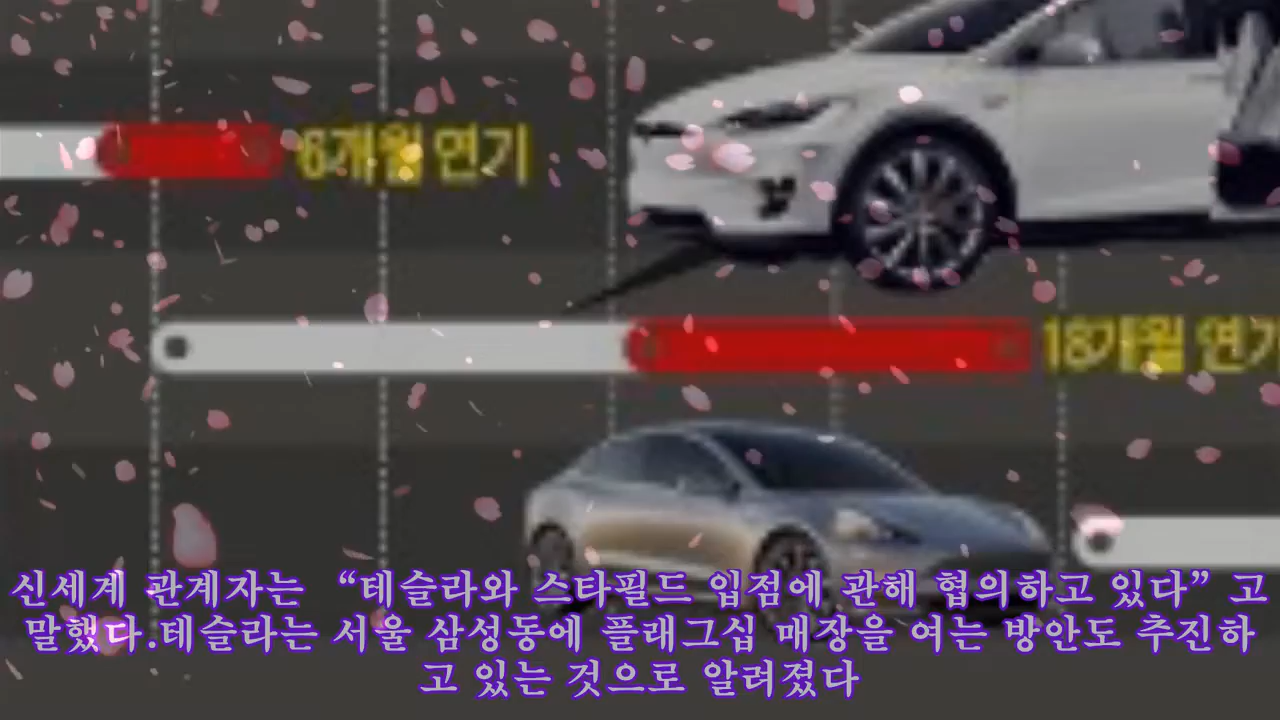 6개월 연기
18개월 연기
신세계 관계자는 “테슬라와 스타필드 입점에 관해 협의하고 있다” 고
말했다.테슬라는 서울 삼성동에 플래그십 매장을 여는 방안도 추진하
고 있는 것으로 알려졌다